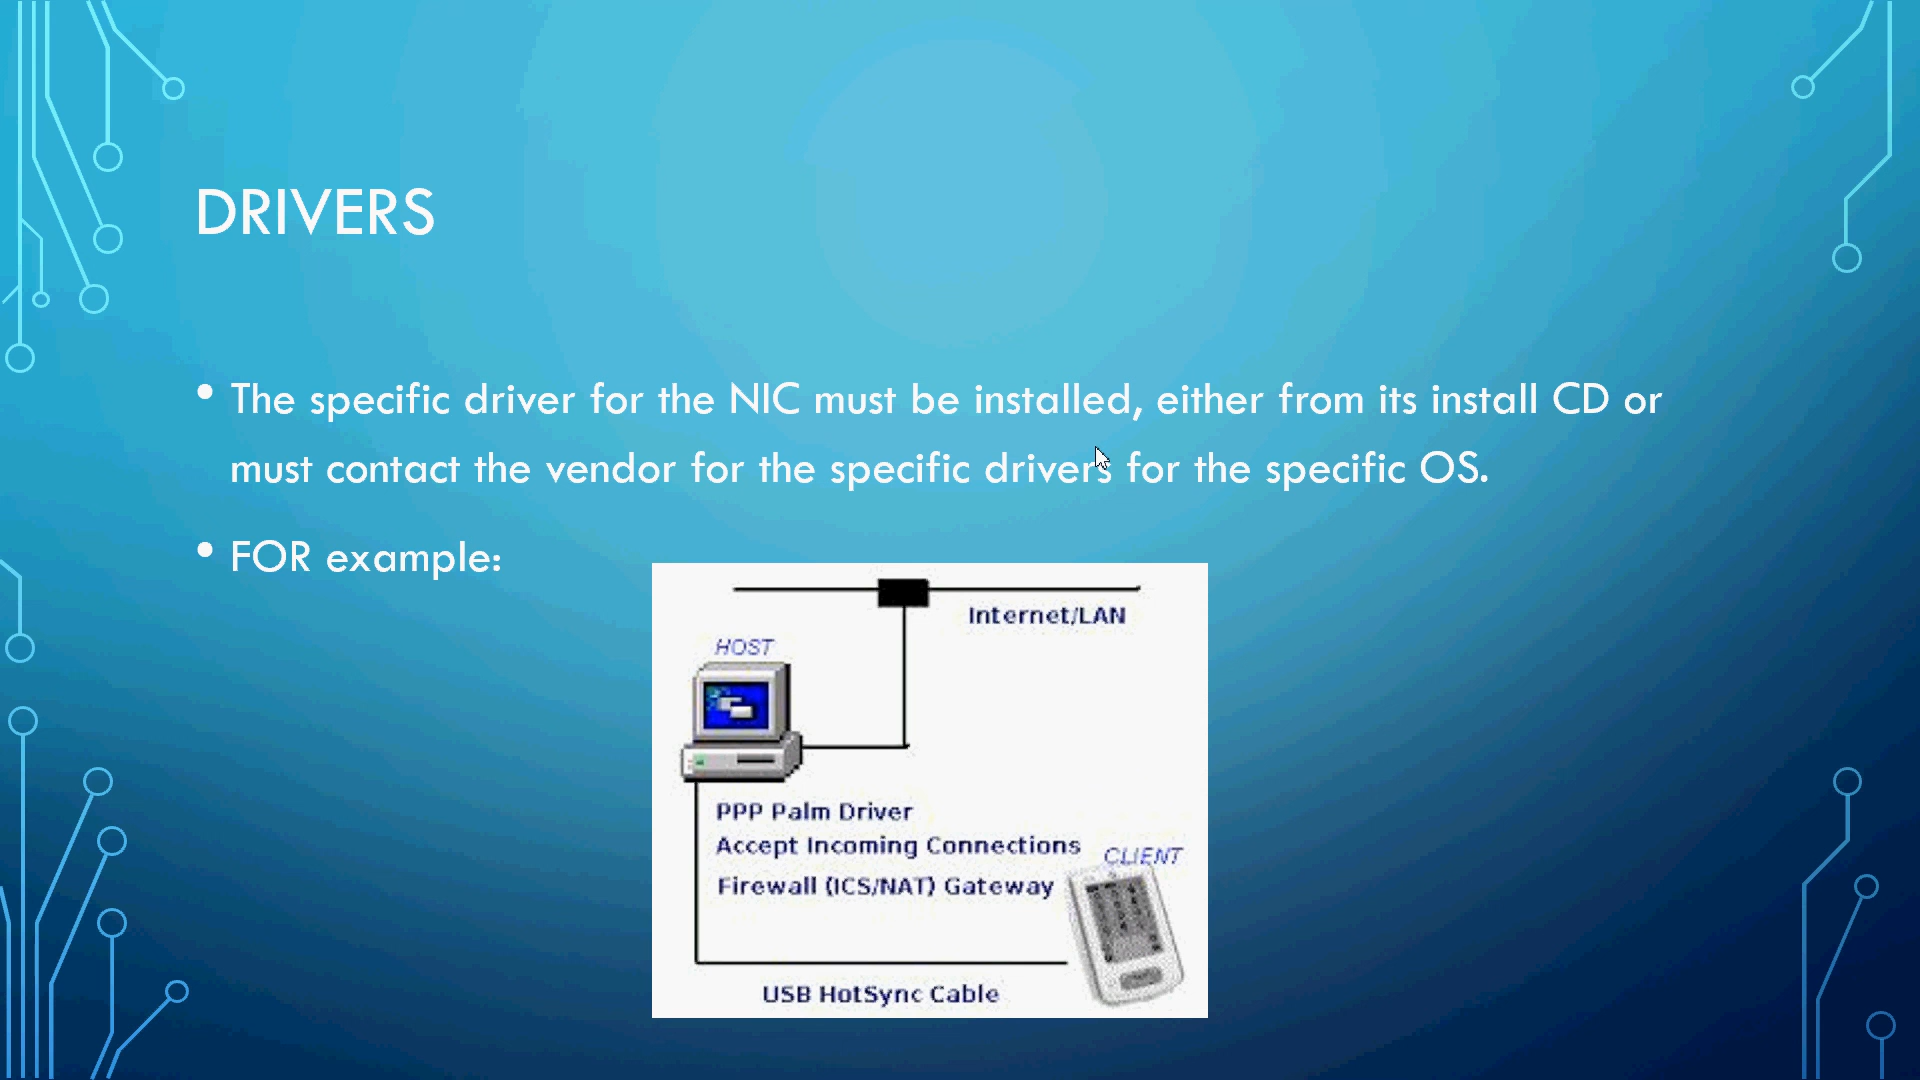 DRIVERS
• The specific driver for the NIC must be installed, either from its install CD or
must contact the vendor for the specific drivers for the specific OS.
• FOR example:
Internet/LAN
HOST
PPP Palm Driver
Accept Incoming Connections
CLIENT
Firewall (ICS/NAT) Gateway
USB HotSync Cable